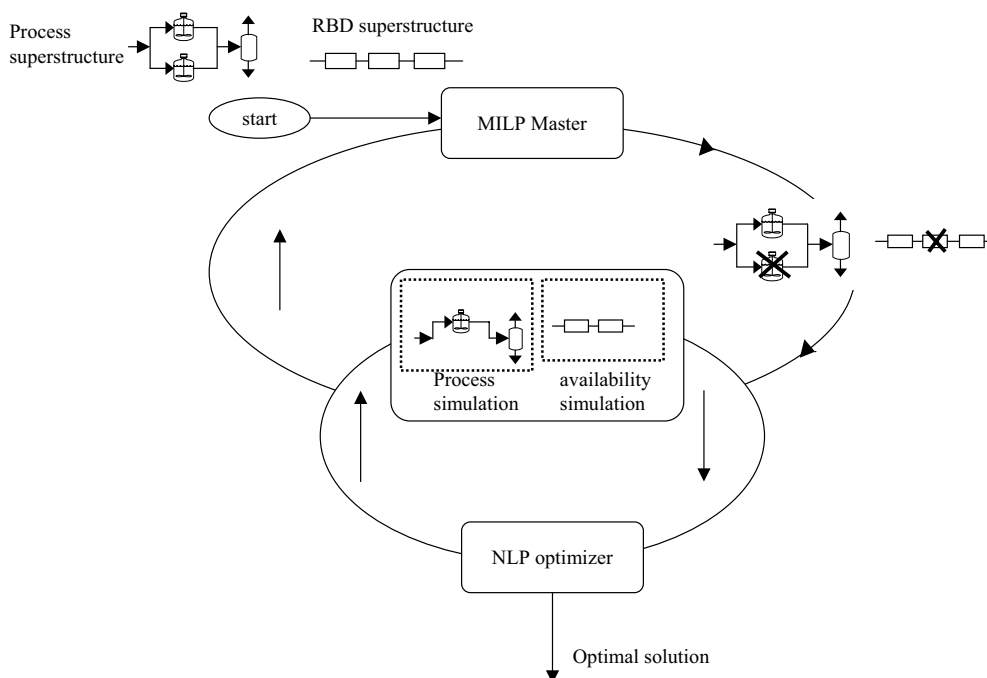 Process
superstructure
RBD superstructure
start
MILP Master
Process
simulation
availability
simulation
NLP optimizer
Optimal solution